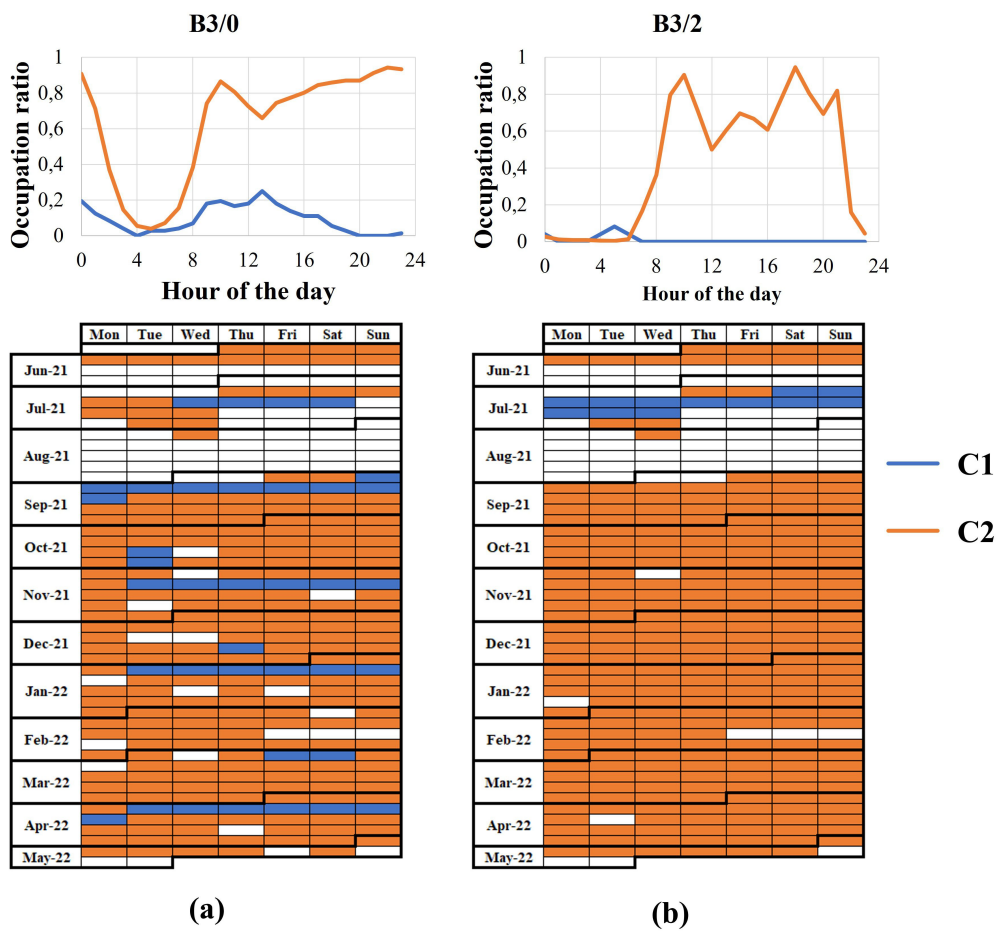 B3/0
Occupation ratio
1
0,8
0,6
0,4
0,2
0
0 4 8 12 16 20 24
Hour of the day
Mon Tue Wed Thu Fri Sat Sun
Jun-21
Jul-21
Aug-21
Sep-21
Oct-21
Nov-21
Dec-21
Jan-22
Feb-22
Mar-22
Apr-22
May-22
(a)
B3/2
Occupation ratio
1
0,8
0,6
0,4
0,2
0
0 4 8 12 16 20 24
Hour of the day
Mon Tue Wed Thu Fri Sat Sun
Jun-21
Jul-21
Aug-21
Sep-21
Oct-21
Nov-21
Dec-21
Jan-22
Feb-22
Mar-22
Apr-22
May-22
(b)
C1
C2